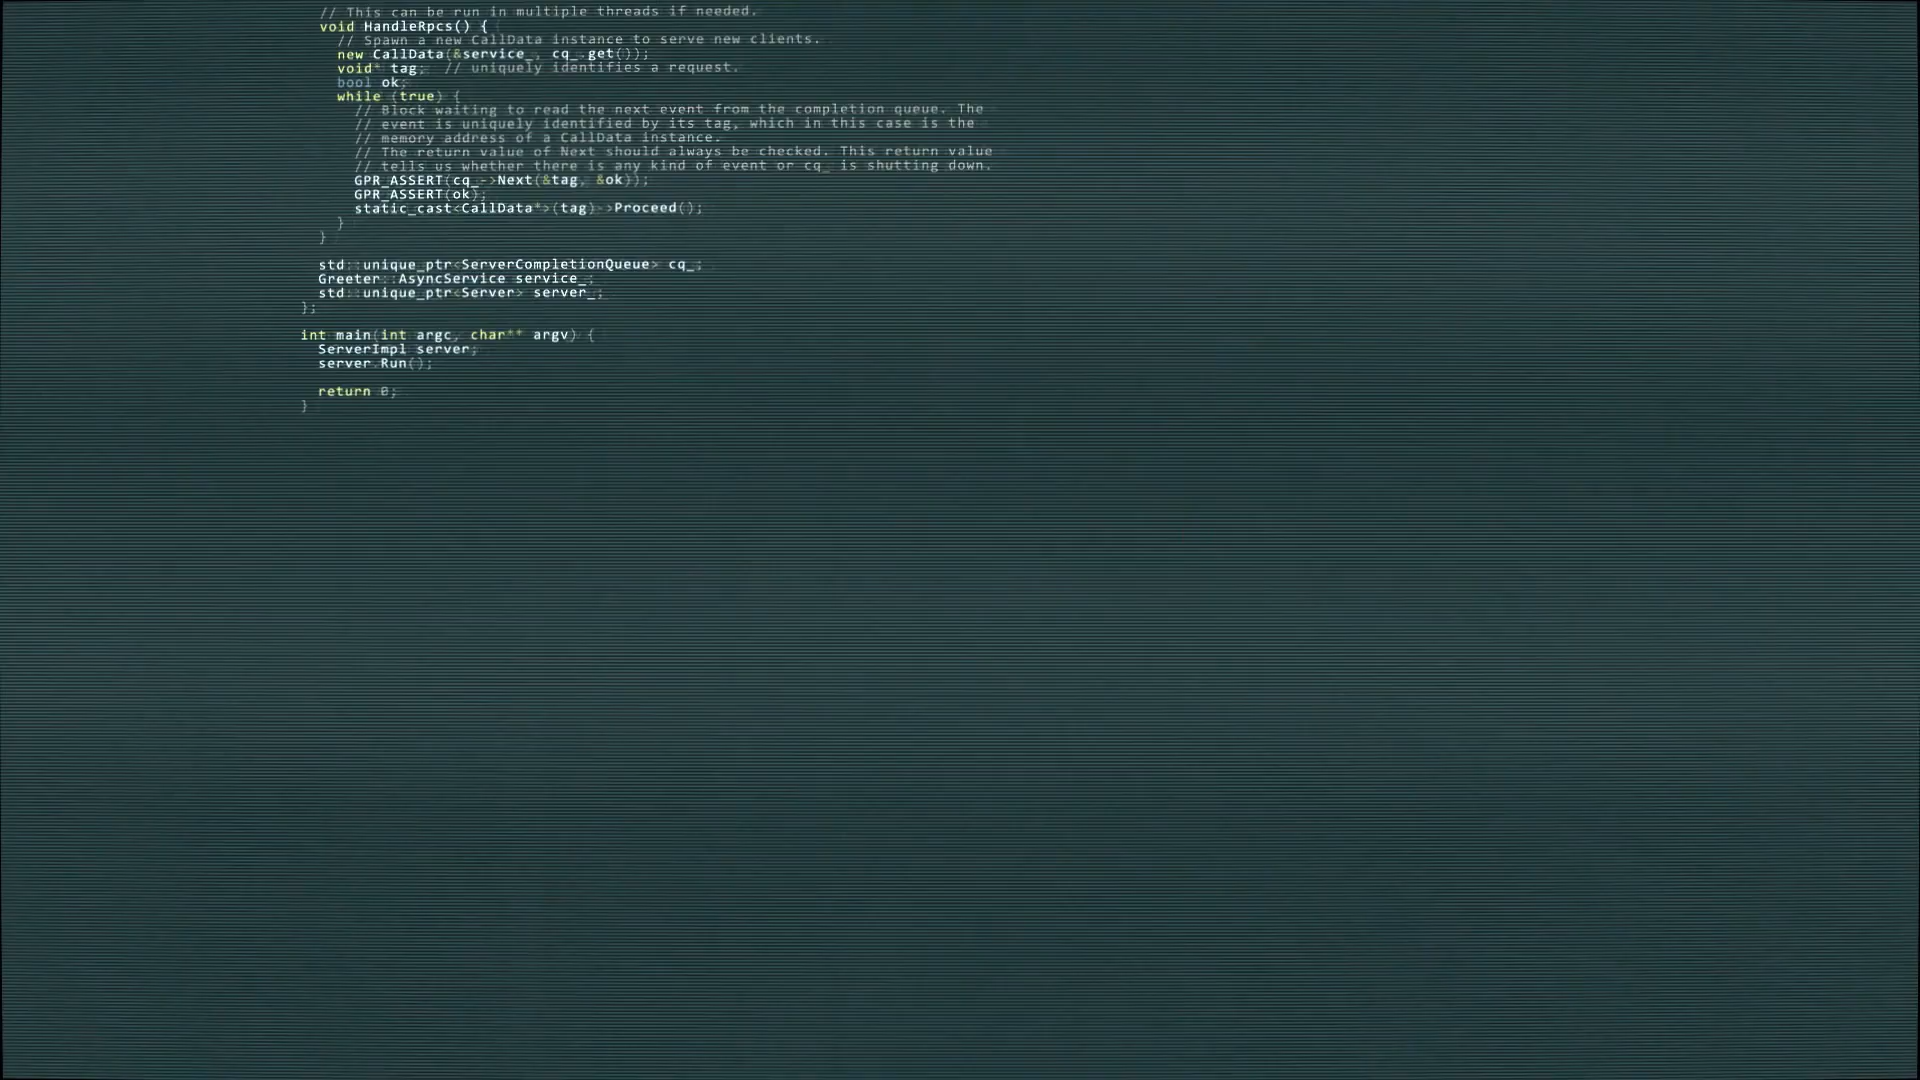 // This can be run in multiple threads if needed.
void HandleRpcs() {
// Spawn a new CallData instance to serve new clients.
new CallData(&service_, cq_.get());
void* tag;  // uniquely identifies a request.
bool ok;
while (true) {
// Block waiting to read the next event from the completion queue. The
// event is uniquely identified by its tag, which in this case is the
// memory address of a CallData instance.
// The return value of Next should always be checked. This return value
// tells us whether there is any kind of event or cq_ is shutting down.
GPR_ASSERT(cq_->Next(&tag, &ok));
GPR_ASSERT(ok);
static_cast<CallData*>(tag)->Proceed();
}
}
std::unique_ptr<ServerCompletionQueue> cq_;
Greeter::AsyncService service_;
std::unique_ptr<Server> server_;
};
int main(int argc, char** argv) {
ServerImpl server;
server.Run();
return 0;
}